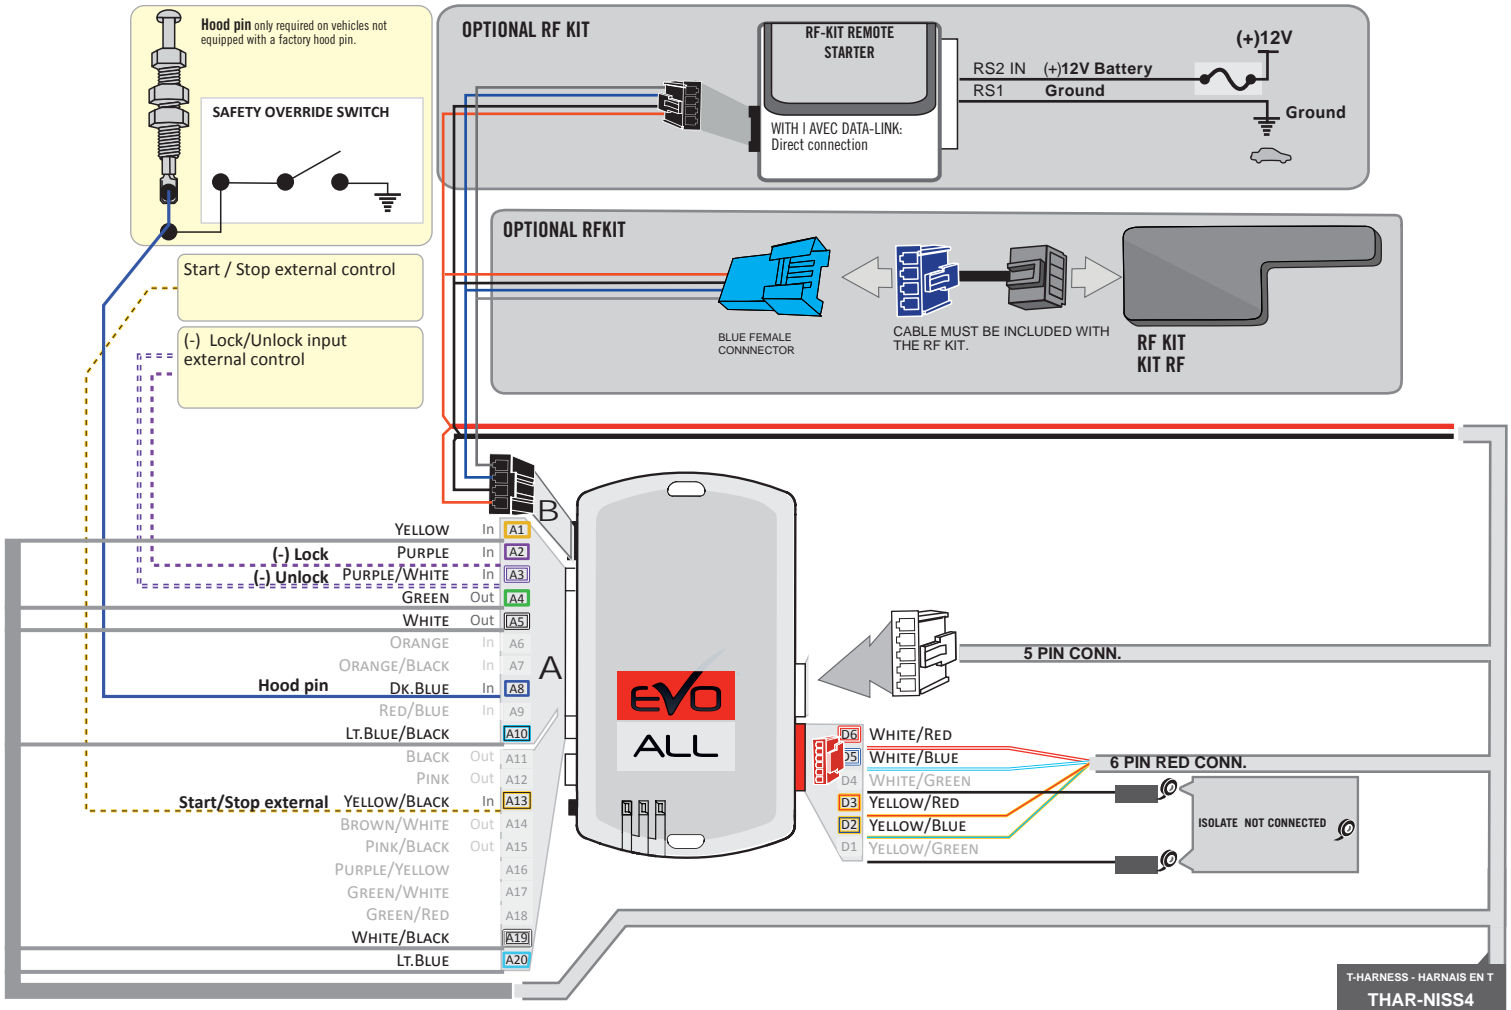 Hood pin only required on vehicles not
equipped with a factory hood pin.
SAFETY OVERRIDE SWITCH
OPTIONAL RF KIT
RF-KIT REMOTE
STARTER
WITH I AVEC DATA-LINK:
Direct connection
RS2 IN (+)12V Battery
RS1 Ground
(+)12V
Ground
OPTIONAL RFKIT
BLUE FEMALE
CONNNECTOR
CABLE MUST BE INCLUDED WITH
THE RF KIT.
RF KIT
KIT RF
Start / Stop external control
(-) Lock/Unlock input
external control
B
A
YELLOW In A1
(-) Lock PURPLE In A2
(-) Unlock PURPLE/WHITE In A3
GREEN Out A4
WHITE Out A5
ORANGE In A6
ORANGE/BLACK In A7
Hood pin DK.BLUE In A8
RED/BLUE In A9
LT.BLUE/BLACK A10
BLACK Out A11
PINK Out A12
Start/Stop external YELLOW/BLACK In A13
BROWN/WHITE Out A14
PINK/BLACK Out A15
PURPLE/YELLOW A16
GREEN/WHITE A17
GREEN/RED A18
WHITE/BLACK A19
LT.BLUE A20
EVO
ALL
5 PIN CONN.
D6 WHITE/RED
D5 WHITE/BLUE
D4 WHITE/GREEN
D3 YELLOW/RED
D2 YELLOW/BLUE
D1 YELLOW/GREEN
6 PIN RED CONN.
ISOLATE NOT CONNECTED
T-HARNESS - HARNAIS EN T
THAR-NISS4